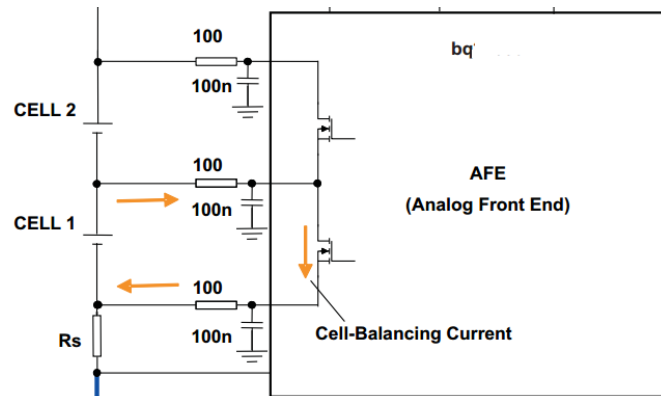 100
bq
100n
CELL 2
100
AFE
(Analog Front End)
100n
CELL 1
100
100n
Cell-Balancing Current
Rs